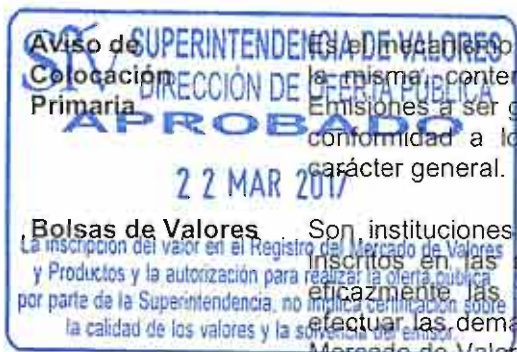 Aviso de
Colocación
Primaria
Es el mecanismo
la misma, conter
Emisiones a ser g
conformidad a lo
carácter general.
Bolsas de Valores
Son instituciones
inscritos en las
eficazmente las
efectuar las dema
Mercado de Valor
SIV SUPERINTENDENCIA DE VALORES
DIRECCIÓN DE OFERTA PÚBLICA
APROBADO
22 MAR 2017
La inscripción del valor en el Registro del Mercado de Valores
y Productos y la autorización para realizar la oferta pública
por parte de la Superintendencia, no implica certificación sobre
la calidad de los valores y la solvencia del emisor.